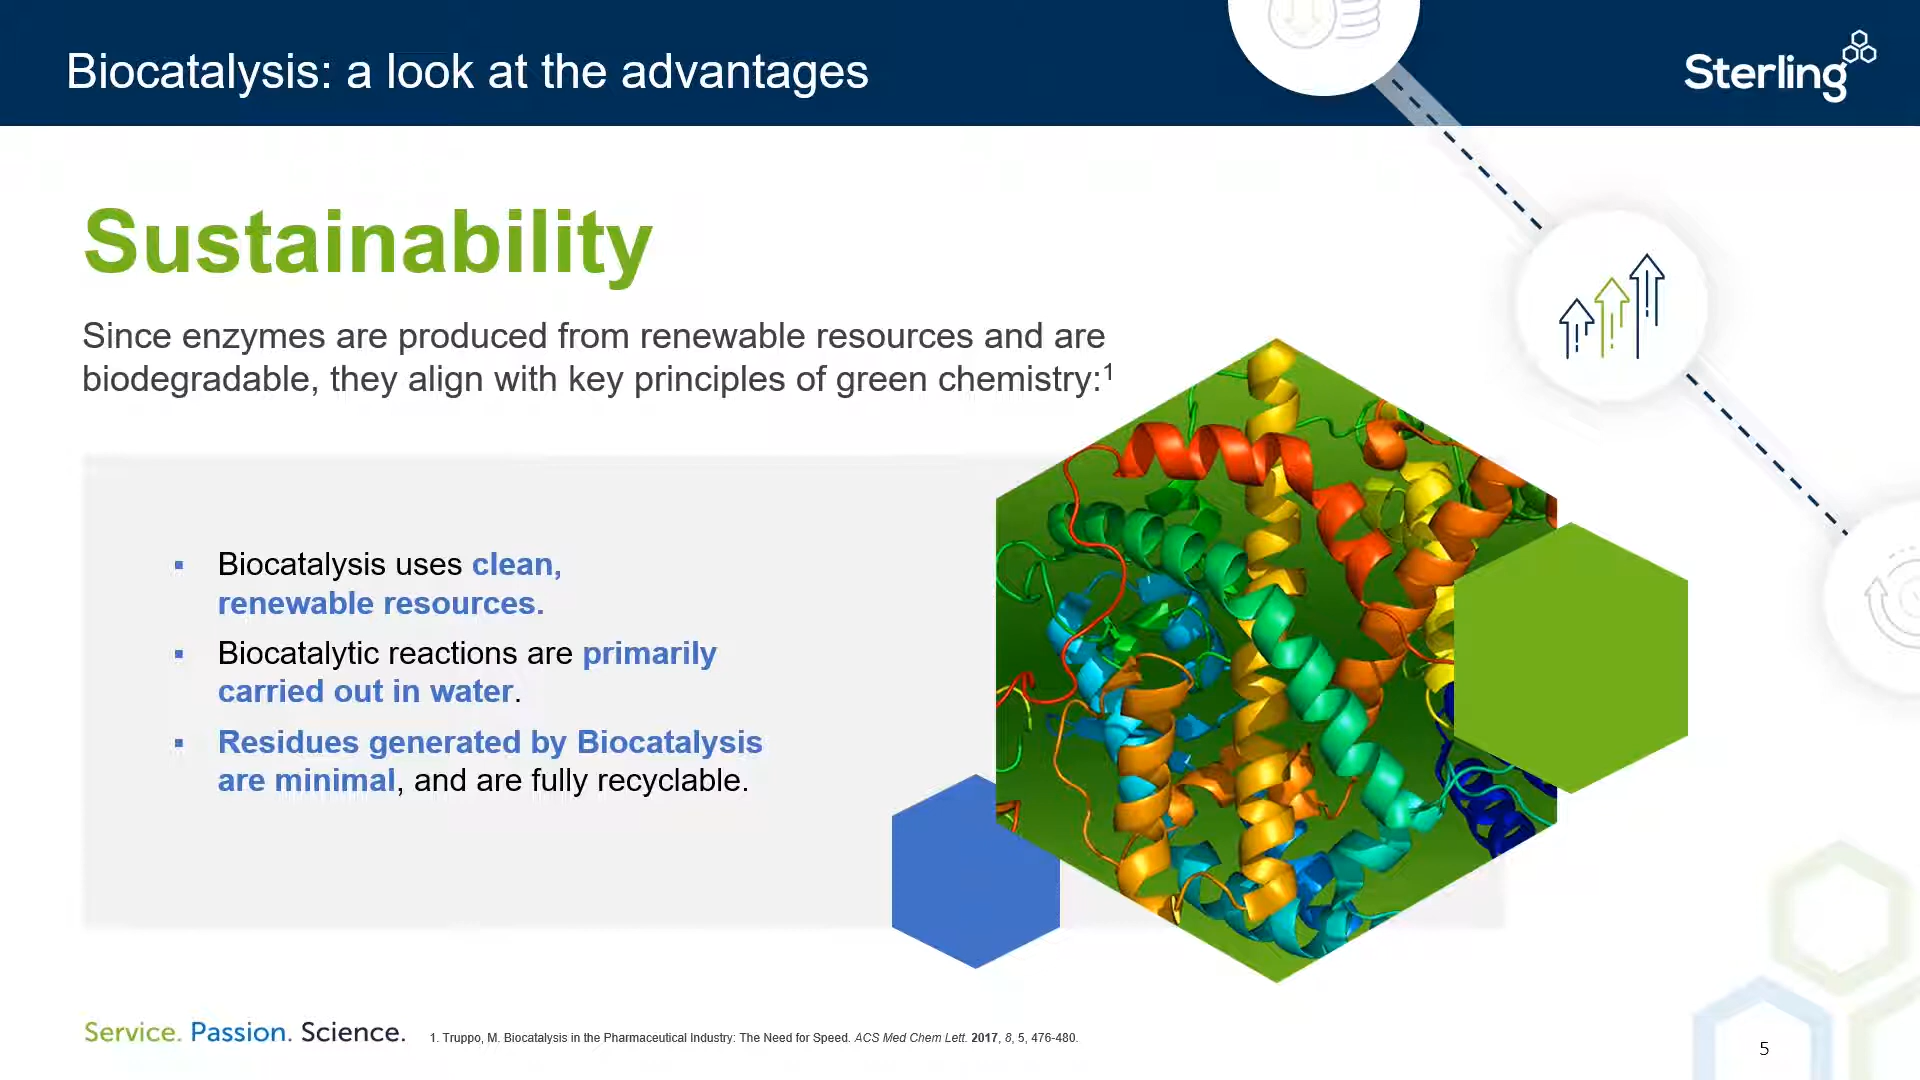 Biocatalysis: a look at the advantages
Sterling
Sustainability
Since enzymes are produced from renewable resources and are
biodegradable, they align with key principles of green chemistry:¹
▪ Biocatalysis uses clean,
renewable resources.
▪ Biocatalytic reactions are primarily
carried out in water.
▪ Residues generated by Biocatalysis
are minimal, and are fully recyclable.
Service. Passion. Science.
1. Truppo, M. Biocatalysis in the Pharmaceutical Industry: The Need for Speed. ACS Med Chem Lett. 2017, 8, 5, 476-480.
5